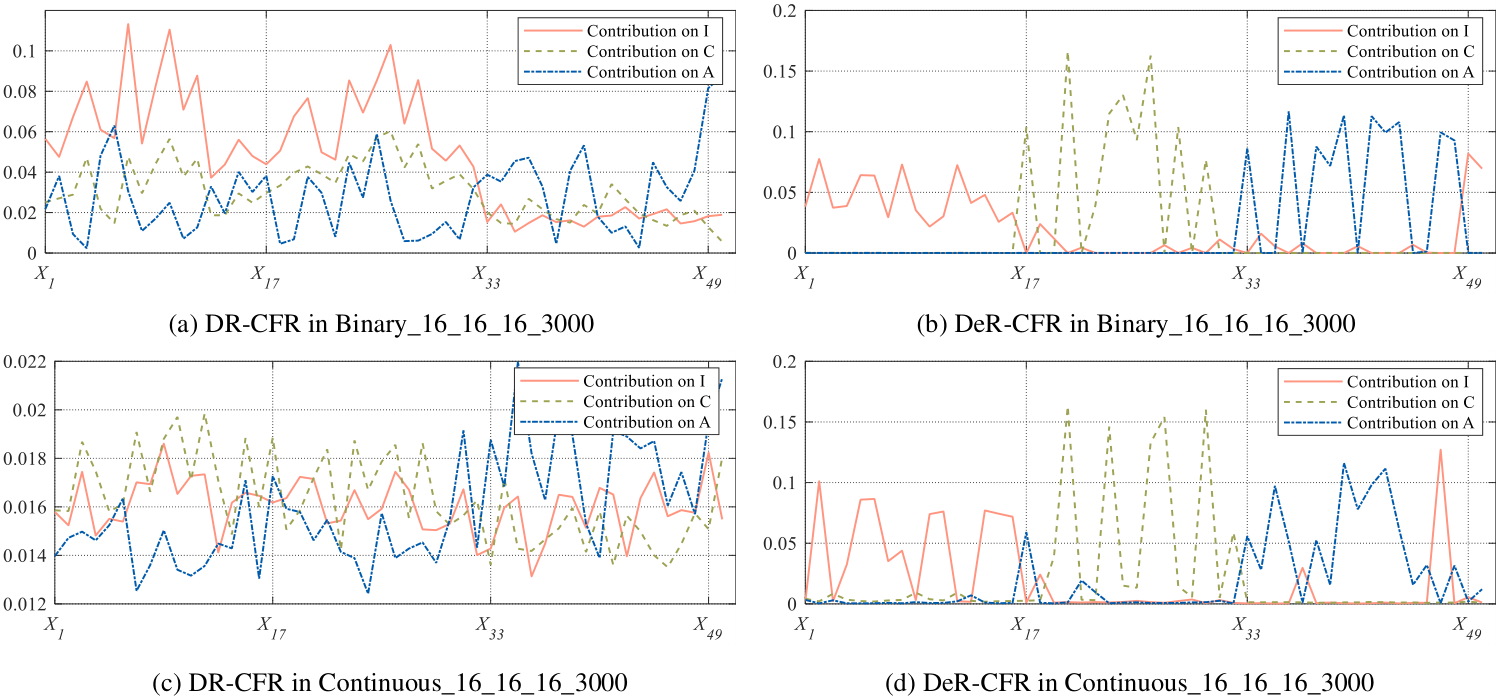 0.1
0.08
0.06
0.04
0.02
0
X1
X17
X33
X49
Contribution on I
Contribution on C
Contribution on A
(a) DR-CFR in Binary_16_16_16_3000
0.2
0.15
0.1
0.05
0
X1
X17
X33
X49
Contribution on I
Contribution on C
Contribution on A
(b) DeR-CFR in Binary_16_16_16_3000
0.022
0.02
0.018
0.016
0.014
0.012
X1
X17
X33
X49
Contribution on I
Contribution on C
Contribution on A
(c) DR-CFR in Continuous_16_16_16_3000
0.2
0.15
0.1
0.05
0
X1
X17
X33
X49
Contribution on I
Contribution on C
Contribution on A
(d) DeR-CFR in Continuous_16_16_16_3000